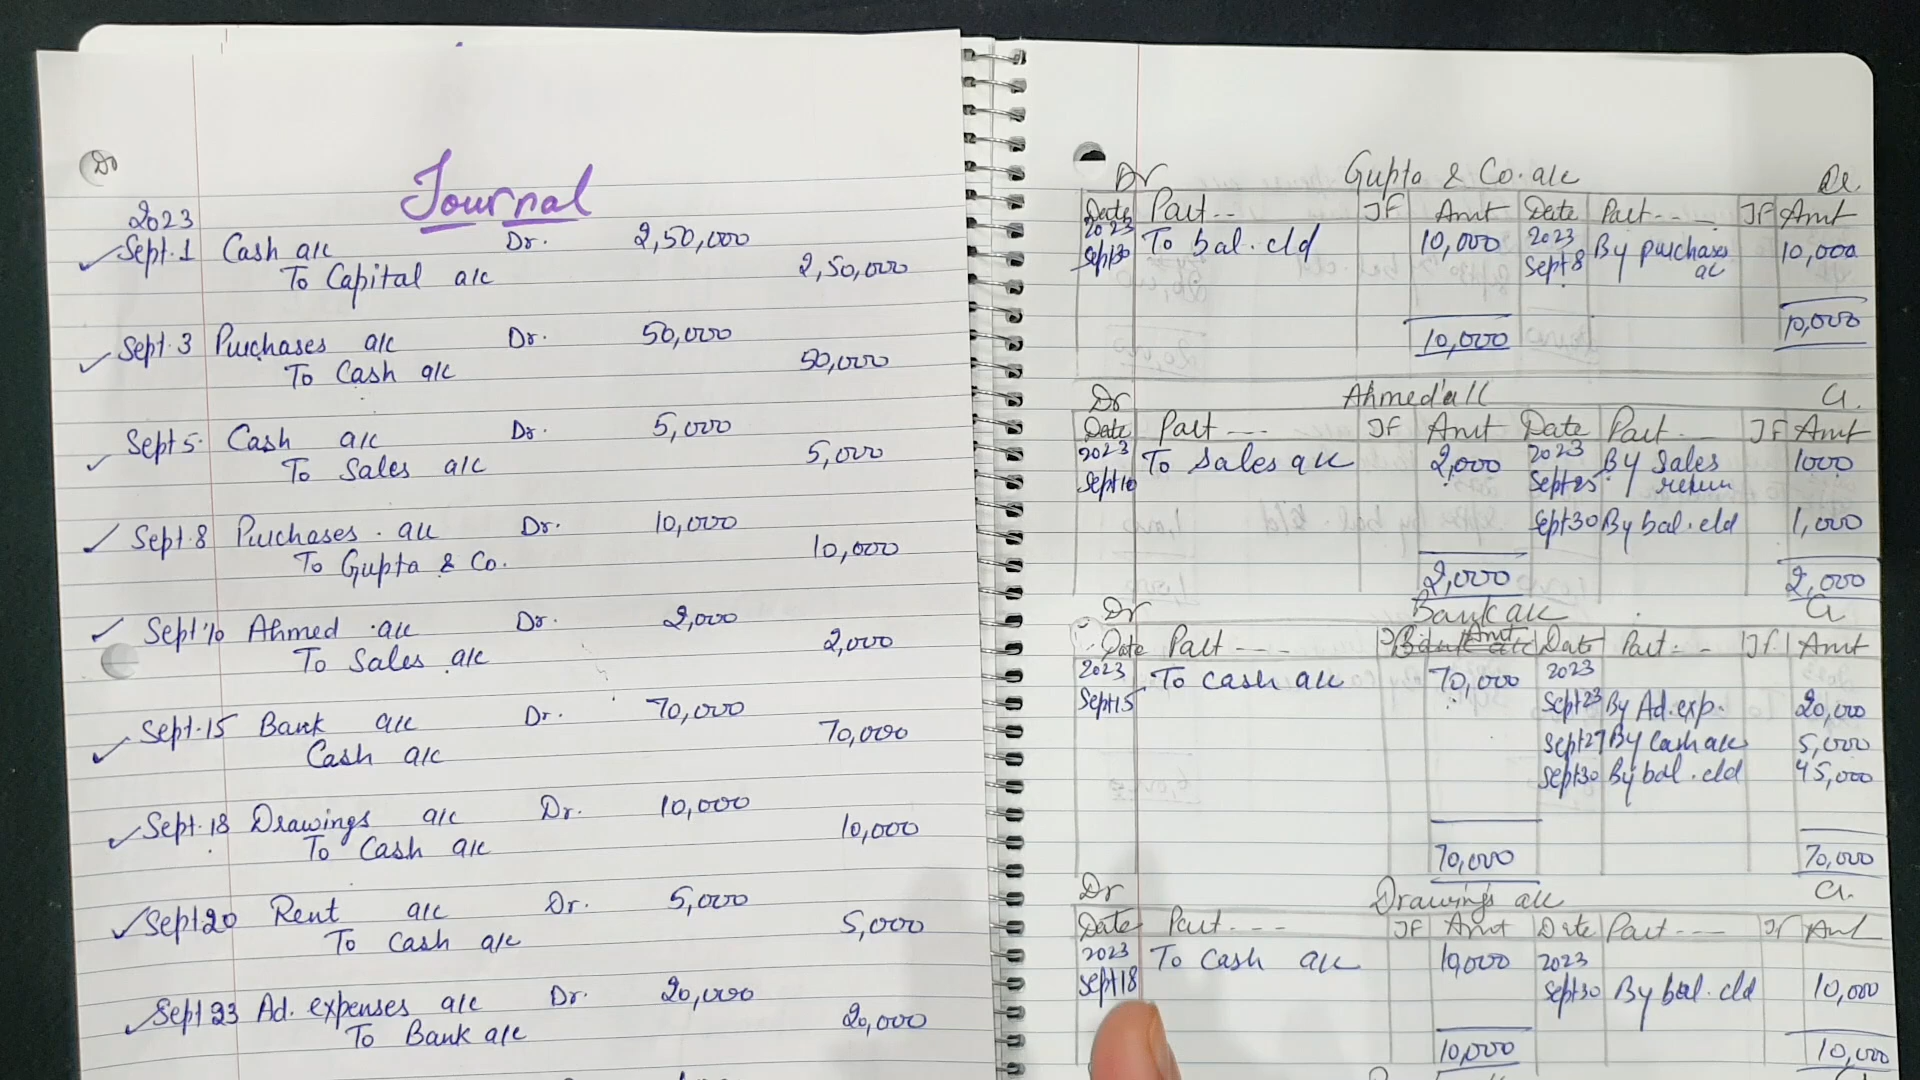 Dr
Journal
2023
Sept.1 Cash a/c Dr. 2,50,000
To Capital a/c 2,50,000
Sept.3 Purchases a/c Dr. 50,000
To Cash a/c 50,000
Sept 5. Cash a/c Dr. 5,000
To Sales a/c 5,000
Sept.8 Purchases a/c Dr. 10,000
To Gupta & Co. 10,000
Sept 10 Ahmed a/c Dr. 2,000
To Sales a/c 2,000
Sept.15 Bank a/c Dr. 70,000
Cash a/c 70,000
Sept.18 Drawings a/c Dr. 10,000
To Cash a/c 10,000
Sept 20 Rent a/c Dr. 5,000
To Cash a/c 5,000
Sept 23 Ad. expenses a/c Dr. 20,000
To Bank a/c 20,000
Dr Gupta & Co. a/c Cr.
Date Part.. JF Amt Date Part--- JF Amt
2023 To bal. c/d 10,000 2023 By purchases 10,000
Sept30 Sept8 a/c
10,000 10,000
Dr Ahmed a/c Cr.
Date Part--- JF Amt Date Part-- JF Amt
2023 To Sales a/c 2,000 2023 By Sales 1000
Sept10 Sept25 return
Sept30 By bal. c/d 1,000
2,000 2,000
Dr Bank a/c Cr
Date Part--- Amt Date Part-- JF. Amt
2023 To cash a/c 70,000 2023
Sept15 Sept23 By Ad. exp. 20,000
Sept27 By Cash a/c 5,000
Sept30 By bal. c/d 45,000
70,000 70,000
Dr Drawings a/c Cr.
Date Part--- JF Amt Date Part--- JF Amt
2023 To Cash a/c 10,000 2023
Sept18 Sept30 By bal. c/d 10,000
10,000 10,000